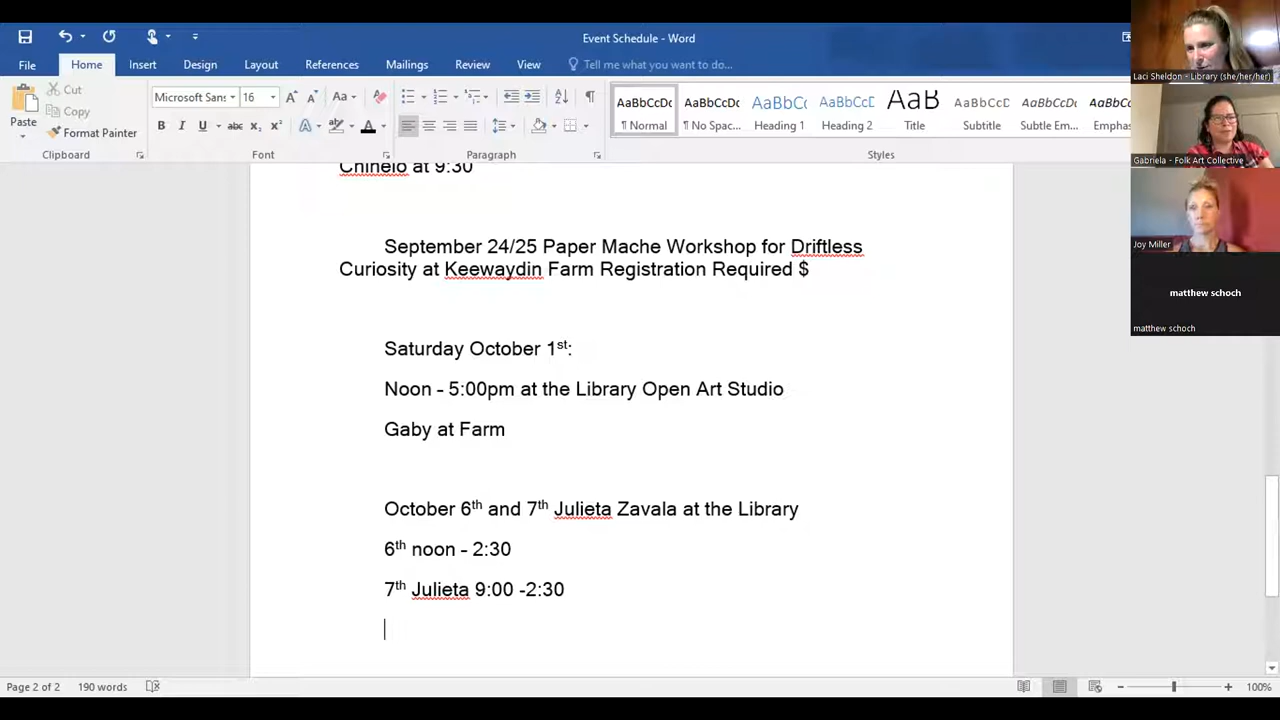 Event Schedule - Word
File Home Insert Design Layout References Mailings Review View Tell me what you want to do...
Paste
Cut
Copy
Format Painter
Clipboard
Microsoft Sans 16
Font
Paragraph
AaBbCcDc AaBbCcDc AaBbCc AaBbCcC AaB AaBbCcD AaBbCcDc AaBbCcDc
¶ Normal ¶ No Spac... Heading 1 Heading 2 Title Subtitle Subtle Em... Emphas
Styles
Laci Sheldon - Library (she/her/her)
Gabriela - Folk Art Collective
Joy Miller
matthew schoch
matthew schoch
Chinelo at 9:30
September 24/25 Paper Mache Workshop for Driftless
Curiosity at Keewaydin Farm Registration Required $
Saturday October 1st:
Noon – 5:00pm at the Library Open Art Studio
Gaby at Farm
October 6th and 7th Julieta Zavala at the Library
6th noon – 2:30
7th Julieta 9:00 -2:30
Page 2 of 2 190 words 100%